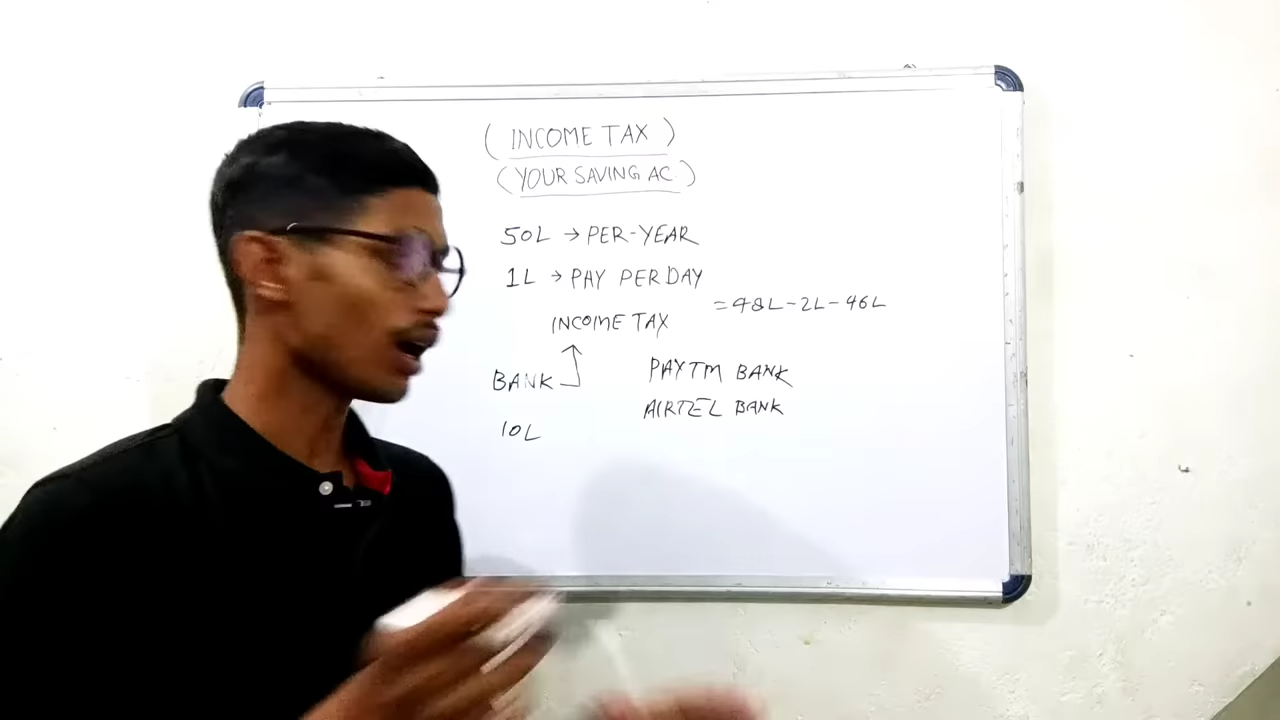 (INCOME TAX)
(YOUR SAVING AC.)
50L → PER-YEAR
1L → PAY PER DAY
= 48L - 2L - 46L
INCOME TAX
BANK
PAYTM BANK
AIRTEL BANK
10L